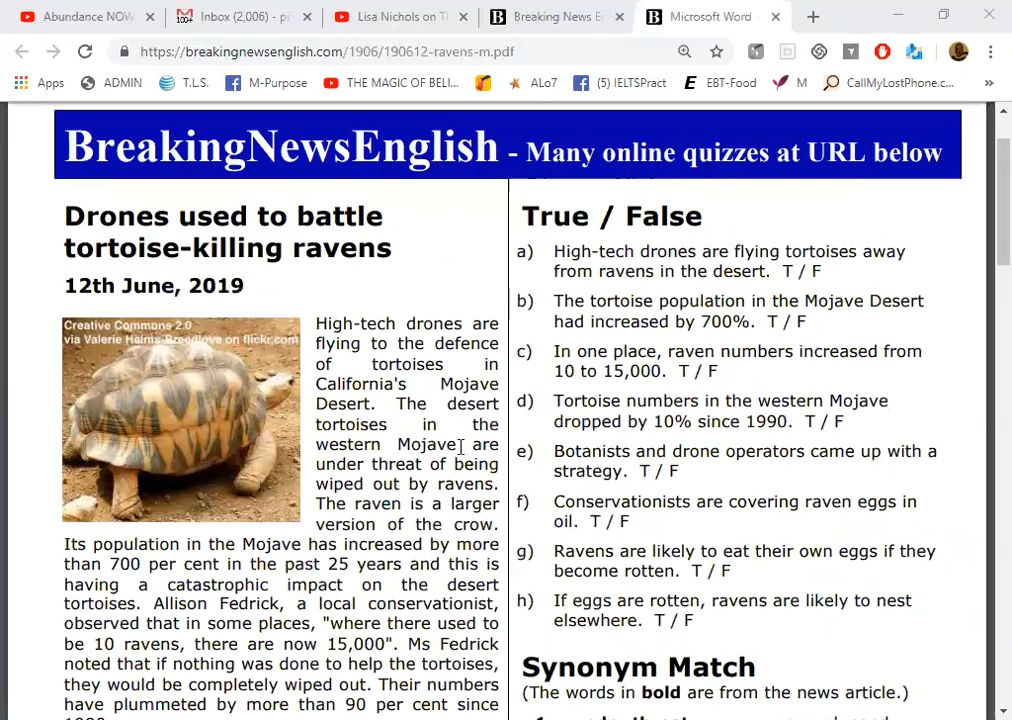 Abundance NOW
100+
Inbox (2,006) - p
Lisa Nichols on T
Breaking News E
Microsoft Word -
https://breakingnewsenglish.com/1906/190612-ravens-m.pdf
Apps
ADMIN
T.L.S.
M-Purpose
THE MAGIC OF BELI...
ALo7
(5) IELTSPract
E
EBT-Food
M
CallMyLostPhone.c...
»
BreakingNewsEnglish - Many online quizzes at URL below
Drones used to battle
tortoise-killing ravens
12th June, 2019
Creative Commons 2.0
via Valerie Helms-Breedlove on flickr.com
High-tech drones are
flying to the defence
of tortoises in
California's Mojave
Desert. The desert
tortoises in the
western Mojave are
under threat of being
wiped out by ravens.
The raven is a larger
version of the crow.
Its population in the Mojave has increased by more
than 700 per cent in the past 25 years and this is
having a catastrophic impact on the desert
tortoises. Allison Fedrick, a local conservationist,
observed that in some places, "where there used to
be 10 ravens, there are now 15,000". Ms Fedrick
noted that if nothing was done to help the tortoises,
they would be completely wiped out. Their numbers
have plummeted by more than 90 per cent since
True / False
a) High-tech drones are flying tortoises away
from ravens in the desert. T / F
b) The tortoise population in the Mojave Desert
had increased by 700%. T / F
c) In one place, raven numbers increased from
10 to 15,000. T / F
d) Tortoise numbers in the western Mojave
dropped by 10% since 1990. T / F
e) Botanists and drone operators came up with a
strategy. T / F
f) Conservationists are covering raven eggs in
oil. T / F
g) Ravens are likely to eat their own eggs if they
become rotten. T / F
h) If eggs are rotten, ravens are likely to nest
elsewhere. T / F
Synonym Match
(The words in bold are from the news article.)